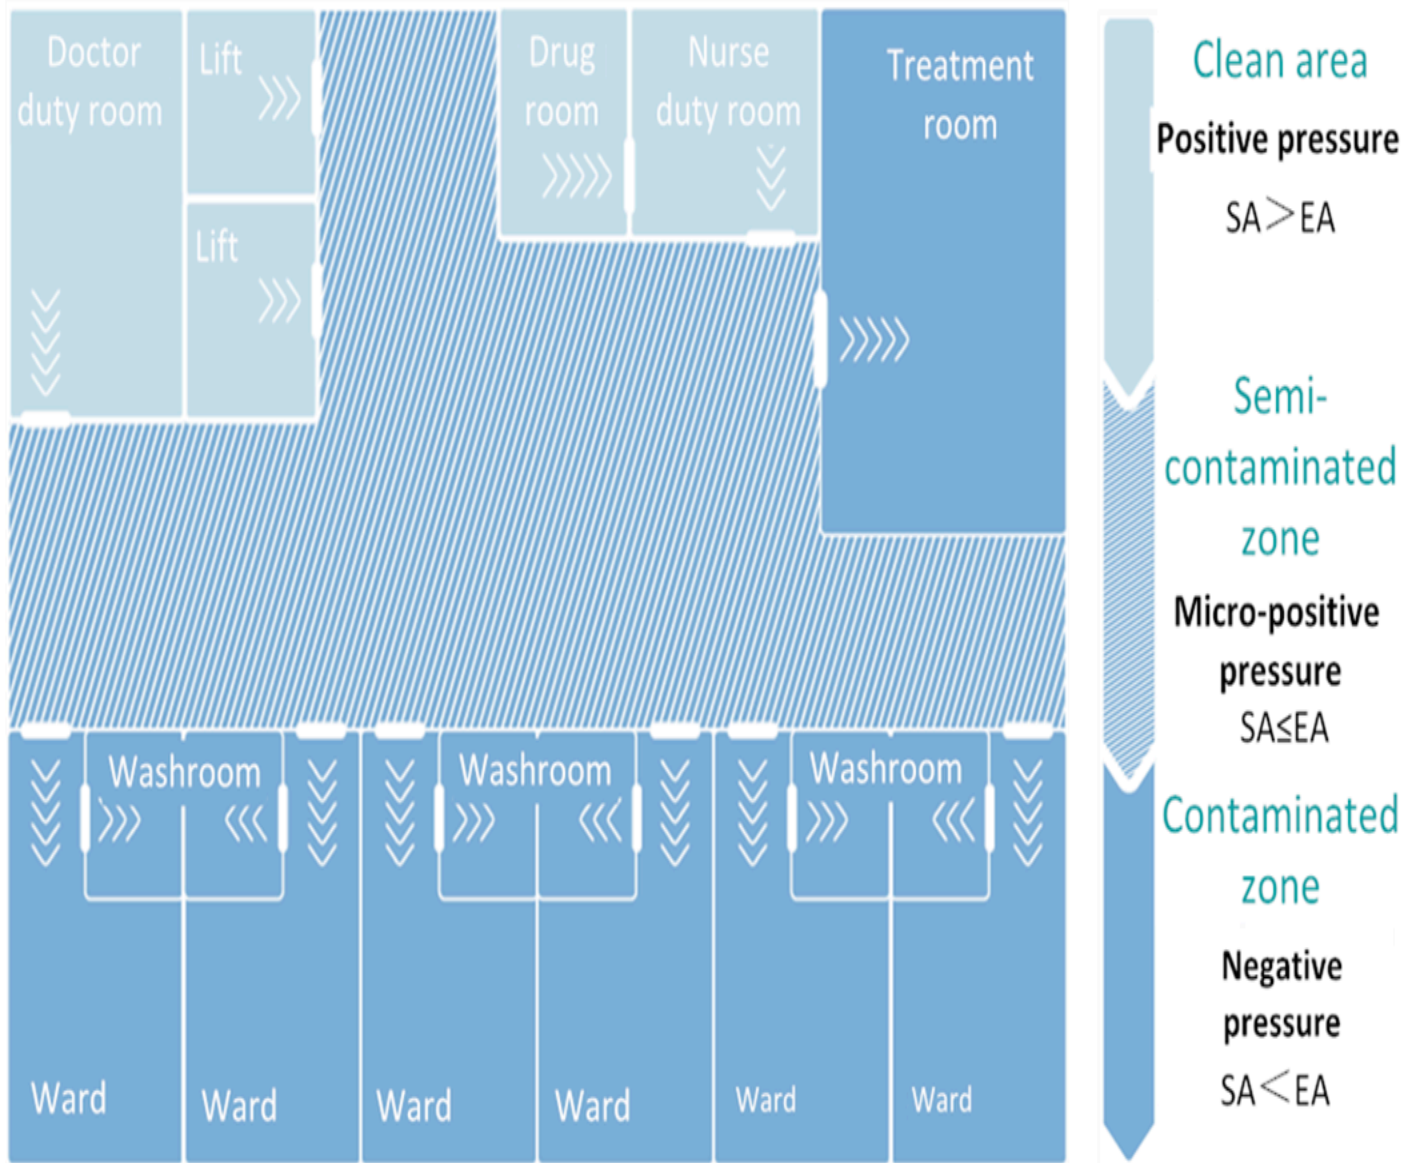 Doctor
duty room
Lift
Lift
Drug
room
Nurse
duty room
Treatment
room
Washroom
Washroom
Washroom
Ward
Ward
Ward
Ward
Ward
Ward
Clean area
Positive pressure
SA＞EA
Semi-
contaminated
zone
Micro-positive
pressure
SA≤EA
Contaminated
zone
Negative
pressure
SA＜EA